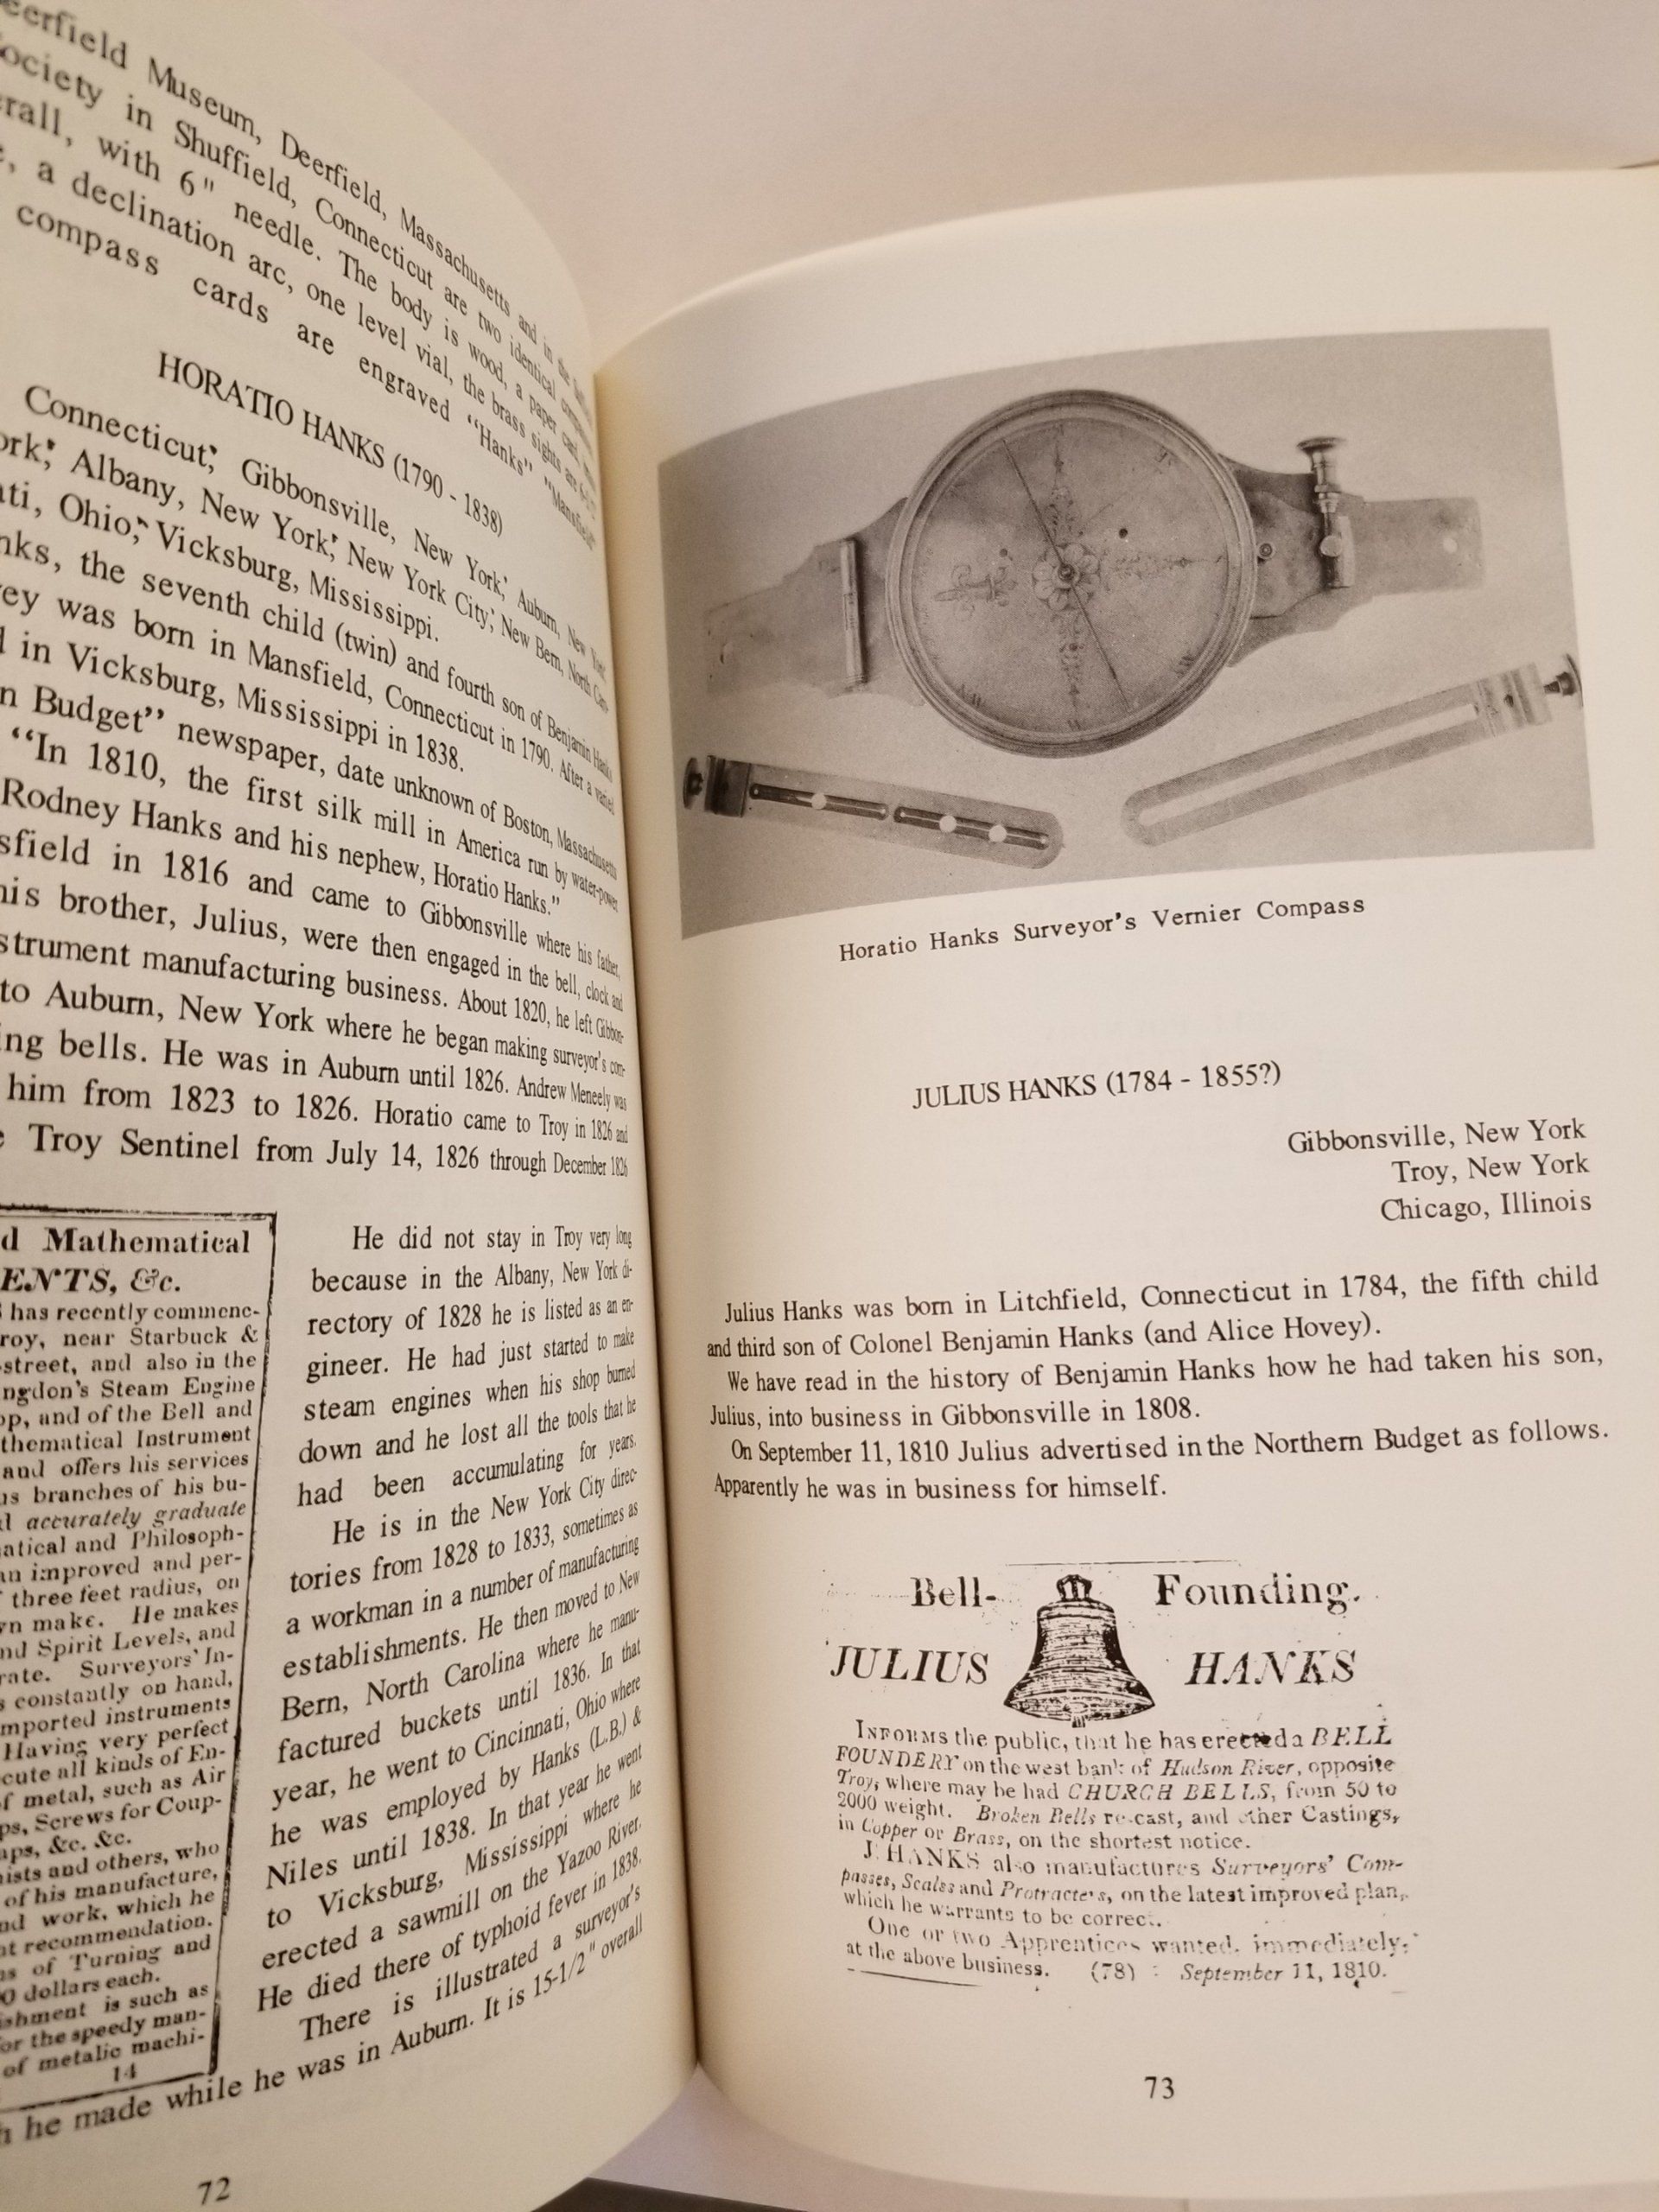 eerfield Museum, Deerfield, Massachusetts and in the
ociety in Shuffield, Connecticut are two identical
rall, with 6" needle. The body is wood, a paper card,
, a declination arc, one level vial, the brass sights are
compass cards are engraved "Hanks" "Mansfield"
HORATIO HANKS (1790 - 1838)
Connecticut; Gibbonsville, New York; Auburn, New York;
ork; Albany, New York; New York City; New Bern, North Caro-
ati, Ohio; Vicksburg, Mississippi.
nks, the seventh child (twin) and fourth son of Benjamin Hanks
vey was born in Mansfield, Connecticut in 1790. After a varied
d in Vicksburg, Mississippi in 1838.
n Budget" newspaper, date unknown of Boston, Massachusetts
"In 1810, the first silk mill in America run by water-power
Rodney Hanks and his nephew, Horatio Hanks."
sfield in 1816 and came to Gibbonsville where his father,
his brother, Julius, were then engaged in the bell, clock and
strument manufacturing business. About 1820, he left Gibbon-
to Auburn, New York where he began making surveyor's com-
ing bells. He was in Auburn until 1826. Andrew Meneely was
him from 1823 to 1826. Horatio came to Troy in 1826 and
e Troy Sentinel from July 14, 1826 through December 1826
d Mathematical
ENTS, &c.
has recently commenc-
roy, near Starbuck &
-street, and also in the
ngdon's Steam Engine
op, and of the Bell and
thematical Instrument
and offers his services
us branches of his bu-
d accurately graduate
atical and Philosoph-
an improved and per-
f three feet radius, on
wn make. He makes
nd Spirit Levels, and
rate. Surveyors' In-
s constantly on hand,
mported instruments
Having very perfect
cute all kinds of En-
f metal, such as Air
ps, Screws for Coup-
aps, &c. &c.
nists and others, who
of his manufacture,
nd work, which he
nt recommendation.
ns of Turning and
0 dollars each.
shment is such as
or the speedy man-
of metalic machi-
14
He did not stay in Troy very long
because in the Albany, New York di-
rectory of 1828 he is listed as an en-
gineer. He had just started to make
steam engines when his shop burned
down and he lost all the tools that he
had been accumulating for years.
He is in the New York City direc-
tories from 1828 to 1833, sometimes as
a workman in a number of manufacturing
establishments. He then moved to New
Bern, North Carolina where he manu-
factured buckets until 1836. In that
year, he went to Cincinnati, Ohio where
he was employed by Hanks (L.B.) &
Niles until 1838. In that year he went
to Vicksburg, Mississippi where he
erected a sawmill on the Yazoo River.
He died there of typhoid fever in 1838.
There is illustrated a surveyor's
h he made while he was in Auburn. It is 15-1/2" overall
72
Horatio Hanks Surveyor's Vernier Compass
JULIUS HANKS (1784 - 1855?)
Gibbonsville, New York
Troy, New York
Chicago, Illinois
Julius Hanks was born in Litchfield, Connecticut in 1784, the fifth child
and third son of Colonel Benjamin Hanks (and Alice Hovey).
We have read in the history of Benjamin Hanks how he had taken his son,
Julius, into business in Gibbonsville in 1808.
On September 11, 1810 Julius advertised in the Northern Budget as follows.
Apparently he was in business for himself.
Bell- Founding.
JULIUS HANKS
INFORMS the public, that he has erected a BELL
FOUNDERY on the west bank of Hudson River, opposite
Troy, where may be had CHURCH BELLS, from 50 to
2000 weight. Broken Bells re-cast, and other Castings,
in Copper or Brass, on the shortest notice.
J. HANKS also manufactures Surveyors' Com-
passes, Scales and Protracters, on the latest improved plan,
which he warrants to be correct.
One or two Apprentices wanted, immediately,
at the above business. (78) September 11, 1810.
73